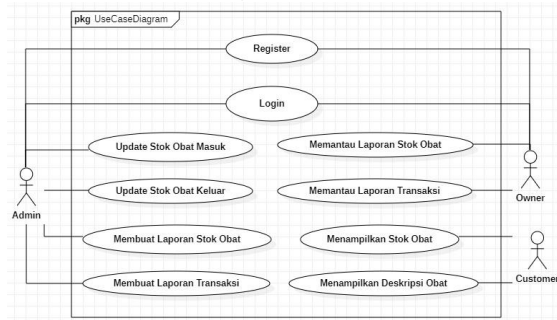 pkg UseCaseDiagram
Register
Login
Update Stok Obat Masuk
Memantau Laporan Stok Obat
Update Stok Obat Keluar
Memantau Laporan Transaksi
Admin
Owner
Membuat Laporan Stok Obat
Menampilkan Stok Obat
Membuat Laporan Transaksi
Menampilkan Deskripsi Obat
Customer